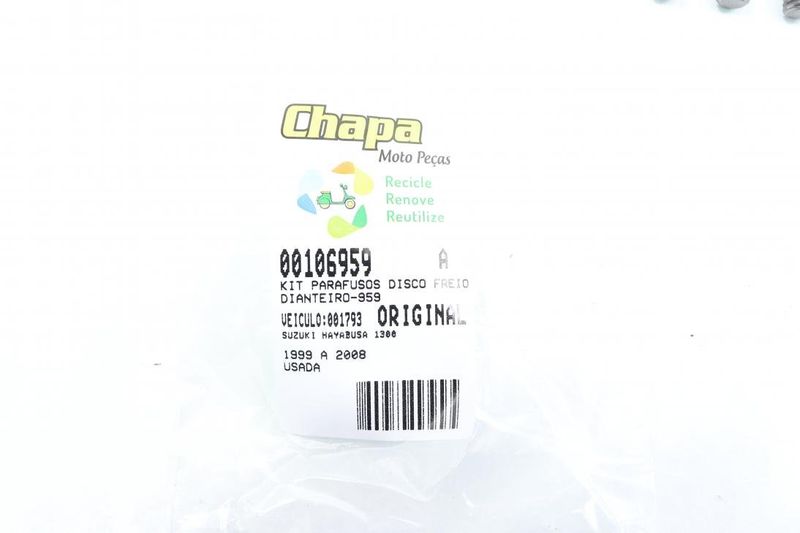 Chapa
Moto Peças
Recicle
Renove
Reutilize
00106959 A
KIT PARAFUSOS DISCO FREIO
DIANTEIRO-959
VEICULO:001793 ORIGINAL
SUZUKI HAYABUSA 1300
1999 A 2008
USADA